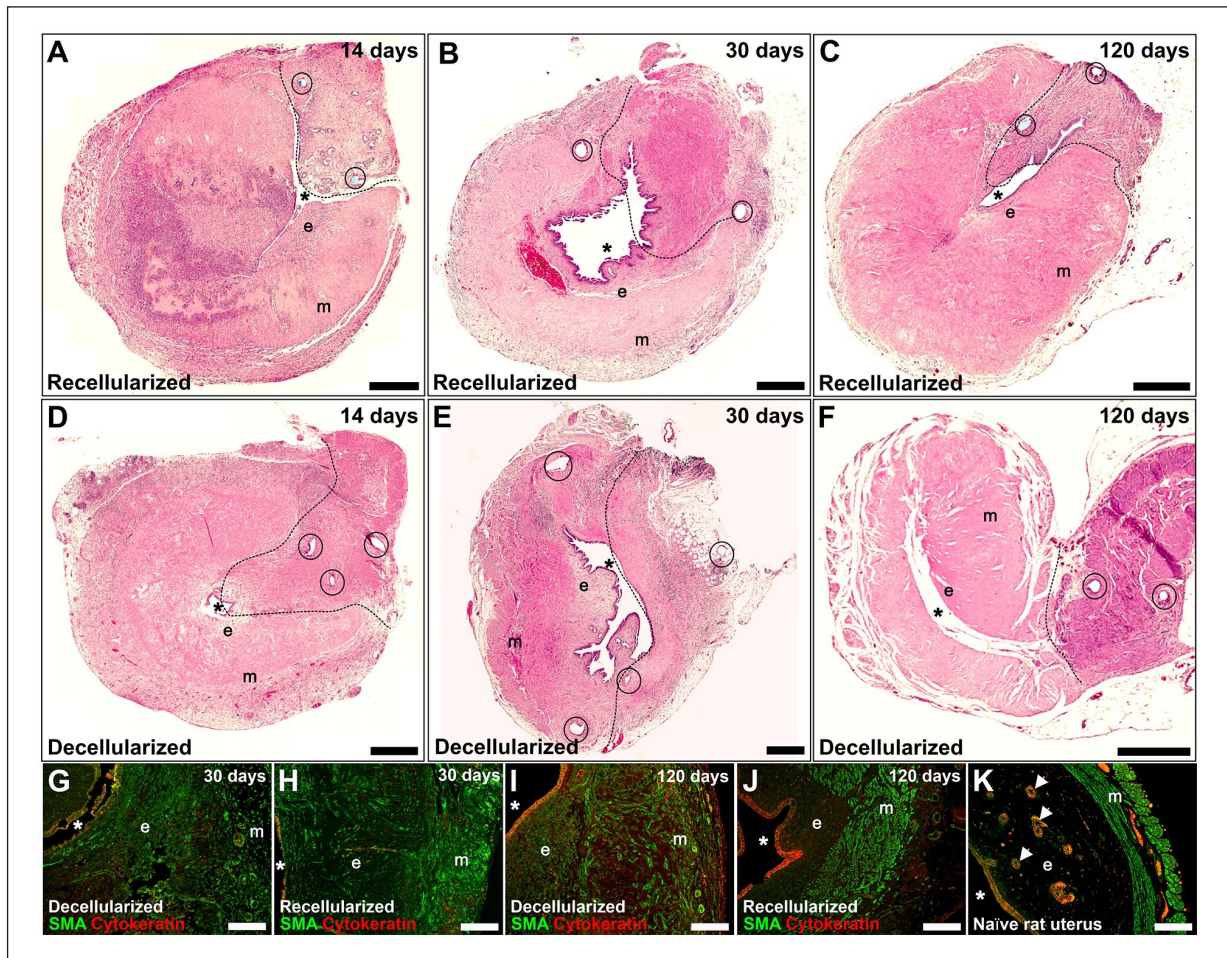 A
14 days
*
e
m
Recellularized
B
30 days
*
e
m
Recellularized
C
120 days
*
e
m
Recellularized
D
14 days
*
e
m
Decellularized
E
30 days
*
e
m
Decellularized
F
120 days
m
e
*
Decellularized
G
30 days
*
e
m
Decellularized
SMA Cytokeratin
H
30 days
*
e
m
Recellularized
SMA Cytokeratin
I
120 days
*
e
m
Decellularized
SMA Cytokeratin
J
120 days
*
e
m
Recellularized
SMA Cytokeratin
K
m
e
*
Naïve rat uterus